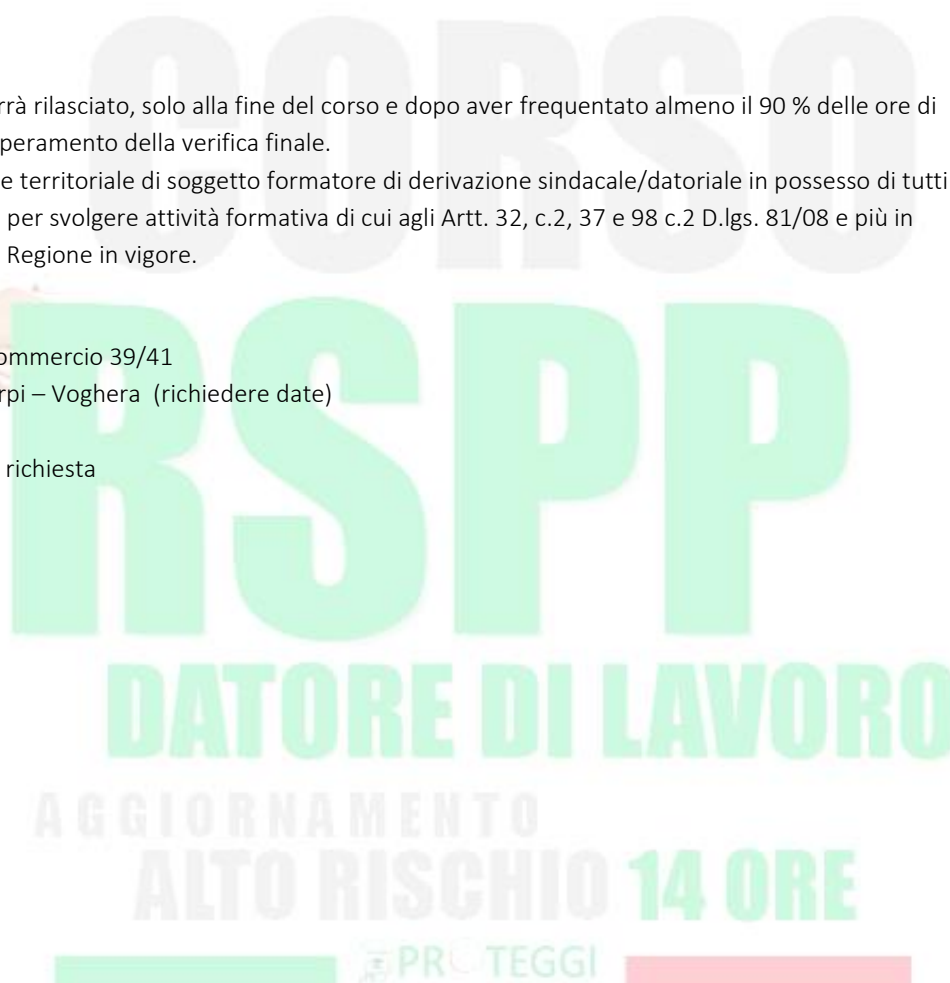 CORSO
rrà rilasciato, solo alla fine del corso e dopo aver frequentato almeno il 90 % delle ore di
peramento della verifica finale.
e territoriale di soggetto formatore di derivazione sindacale/datoriale in possesso di tutti
per svolgere attività formativa di cui agli Artt. 32, c.2, 37 e 98 c.2 D.lgs. 81/08 e più in
Regione in vigore.
ommercio 39/41
rpi – Voghera (richiedere date)
richiesta
RSPP
DATORE DI LAVORO
AGGIORNAMENTO
ALTO RISCHIO 14 ORE
PROTEGGI